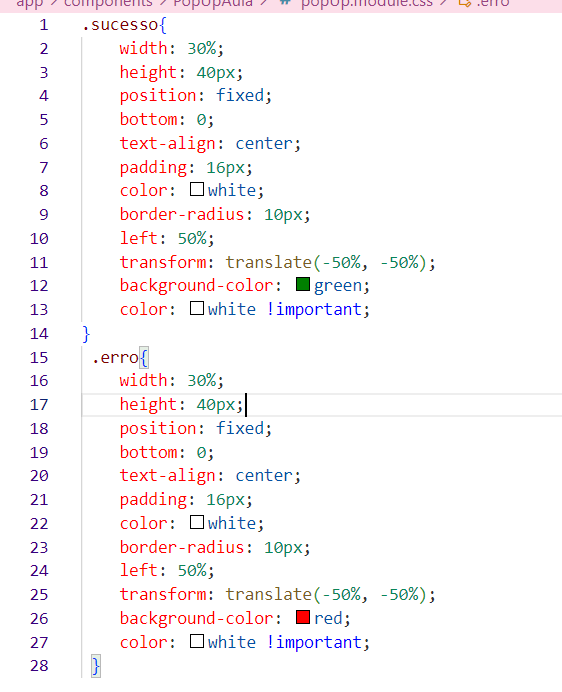 app > components > PopUpAula > # popUp.module.css > .erro
1 .sucesso{
2 width: 30%;
3 height: 40px;
4 position: fixed;
5 bottom: 0;
6 text-align: center;
7 padding: 16px;
8 color: white;
9 border-radius: 10px;
10 left: 50%;
11 transform: translate(-50%, -50%);
12 background-color: green;
13 color: white !important;
14 }
15 .erro{
16 width: 30%;
17 height: 40px;
18 position: fixed;
19 bottom: 0;
20 text-align: center;
21 padding: 16px;
22 color: white;
23 border-radius: 10px;
24 left: 50%;
25 transform: translate(-50%, -50%);
26 background-color: red;
27 color: white !important;
28 }